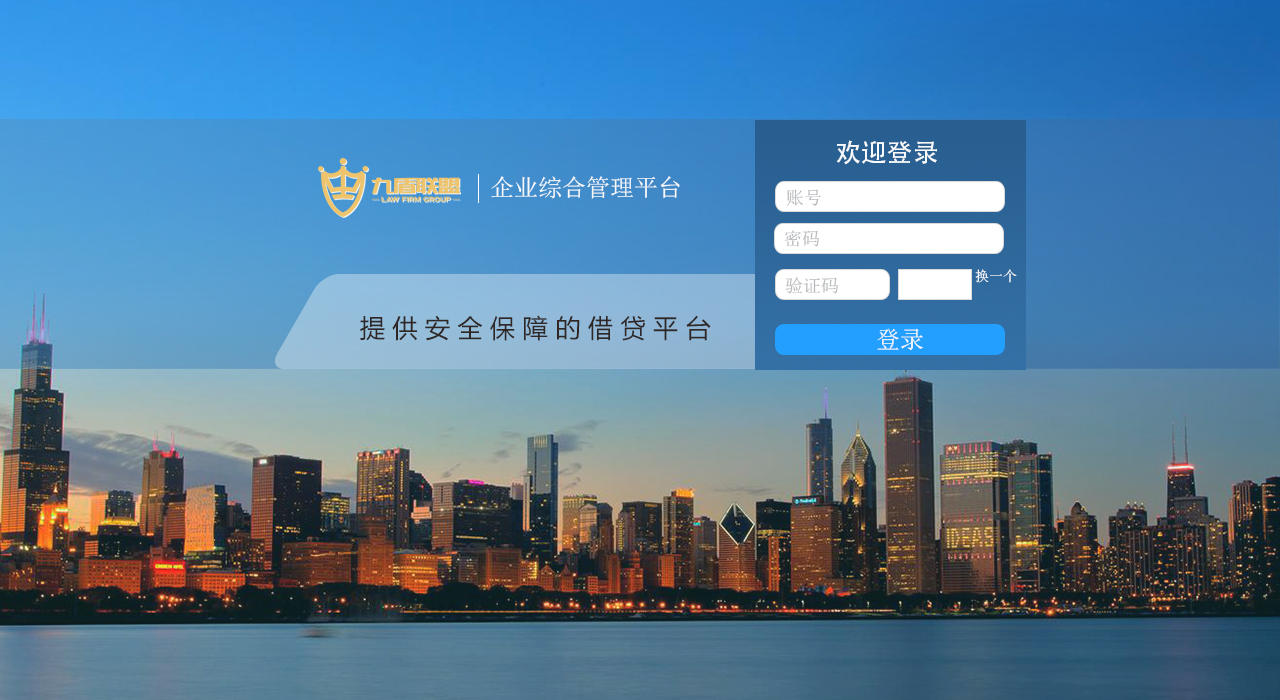 九盾联盟
LAW FIRM GROUP
企业综合管理平台
提供安全保障的借贷平台
欢迎登录
账号
密码
验证码
换一个
登录